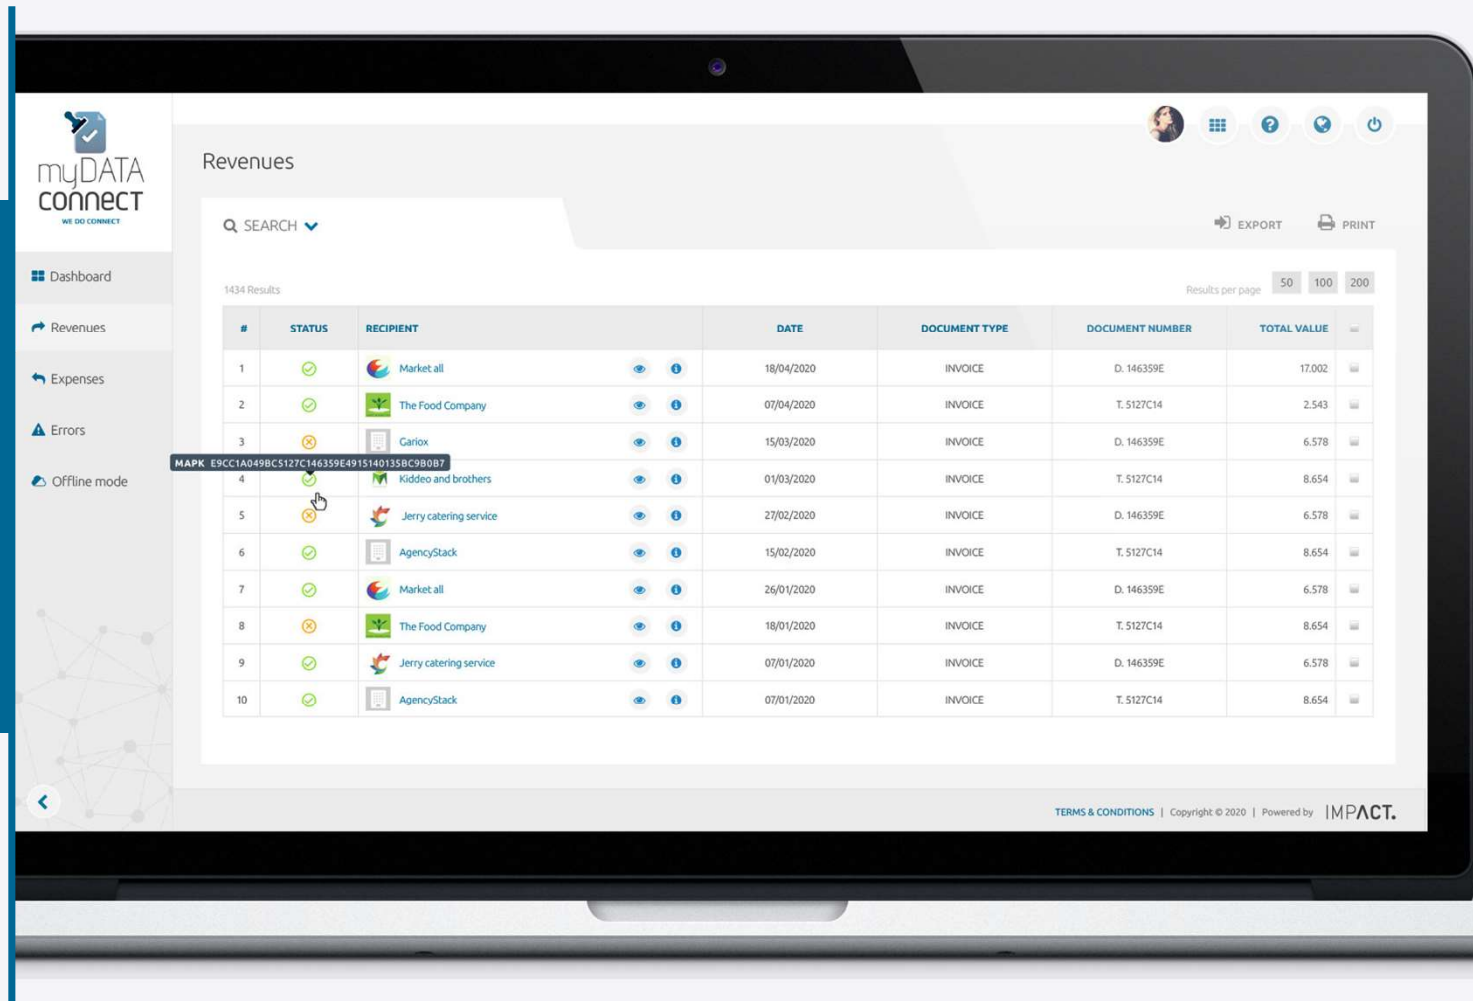 myDATA
connect
WE DO CONNECT
Dashboard
Revenues
Expenses
Errors
Offline mode
Revenues
SEARCH
EXPORT PRINT
1434 Results Results per page 50 100 200
# STATUS RECIPIENT DATE DOCUMENT TYPE DOCUMENT NUMBER TOTAL VALUE
1 Market all 18/04/2020 INVOICE D. 146359E 17.002
2 The Food Company 07/04/2020 INVOICE T. 5127C14 2.543
3 Gariox 15/03/2020 INVOICE D. 146359E 6.578
MAPK E9CC1A049BC5127C146359E4915140135BC9B0B7
4 Kiddeo and brothers 01/03/2020 INVOICE T. 5127C14 8.654
5 Jerry catering service 27/02/2020 INVOICE D. 146359E 6.578
6 AgencyStack 15/02/2020 INVOICE T. 5127C14 8.654
7 Market all 26/01/2020 INVOICE D. 146359E 6.578
8 The Food Company 18/01/2020 INVOICE T. 5127C14 8.654
9 Jerry catering service 07/01/2020 INVOICE D. 146359E 6.578
10 AgencyStack 07/01/2020 INVOICE T. 5127C14 8.654
TERMS & CONDITIONS | Copyright © 2020 | Powered by IMPACT.